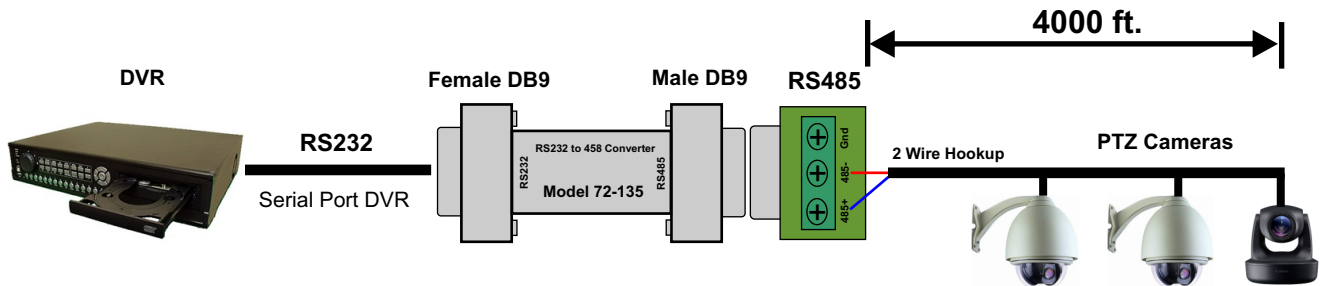 4000 ft.
DVR
Female DB9
Male DB9
RS485
RS232
Serial Port DVR
RS232 to 458 Converter
RS232
Model 72-135
RS485
Gnd
485-
485+
2 Wire Hookup
PTZ Cameras